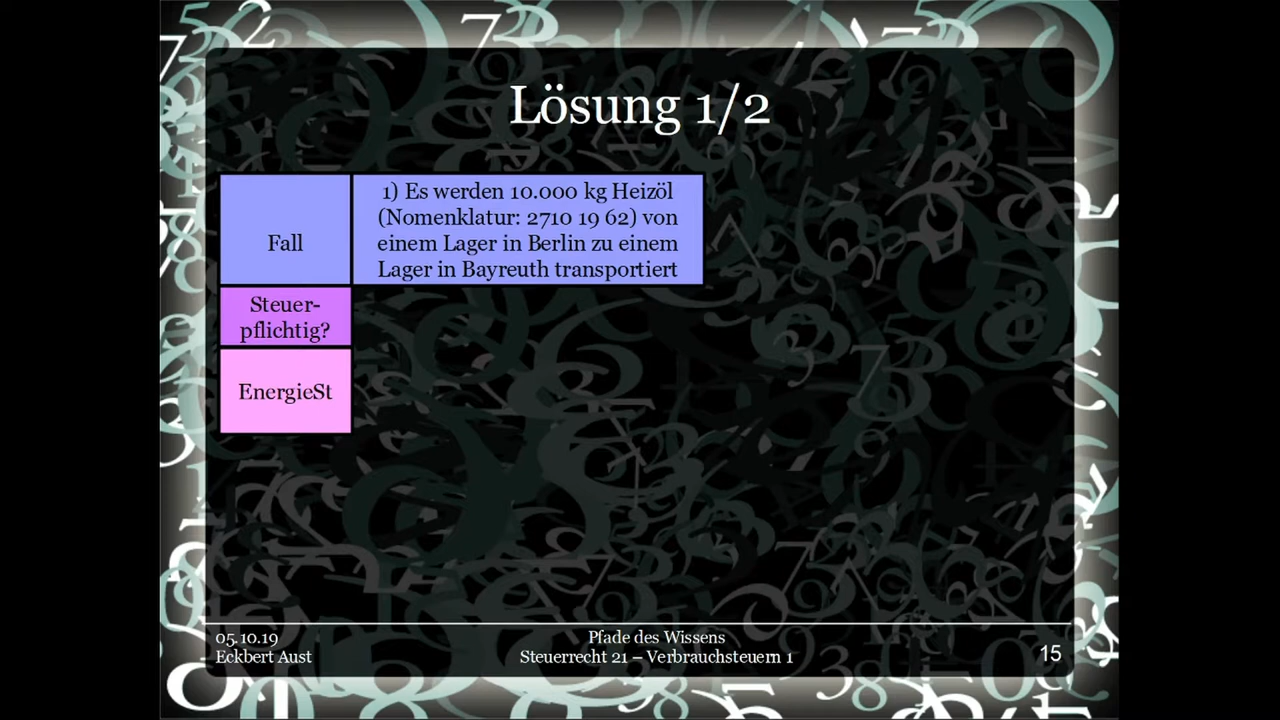 Lösung 1/2
Fall
1) Es werden 10.000 kg Heizöl
(Nomenklatur: 2710 19 62) von
einem Lager in Berlin zu einem
Lager in Bayreuth transportiert
Steuer-
pflichtig?
EnergieSt
05.10.19
Eckbert Aust
Pfade des Wissens
Steuerrecht 21 – Verbrauchsteuern 1
15